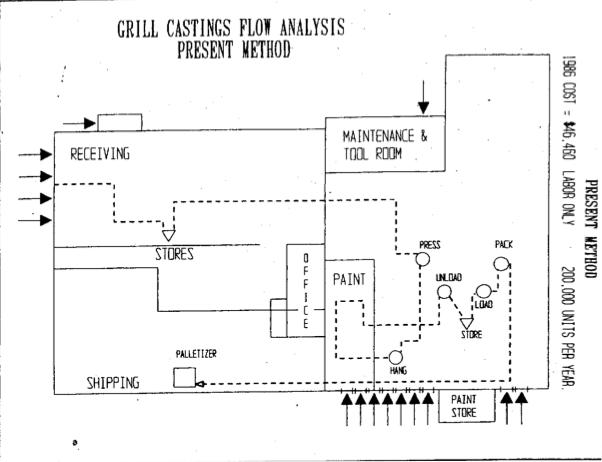 GRILL CASTINGS FLOW ANALYSIS
PRESENT METHOD
RECEIVING
MAINTENANCE &
TOOL ROOM
STORES
OFFICE
PAINT
PRESS
PACK
UNLOAD
LOAD
STORE
HANG
PALLETIZER
SHIPPING
PAINT
STORE
PRESENT METHOD
1986 COST = $46,460 LABOR ONLY · 200,000 UNITS PER YEAR.